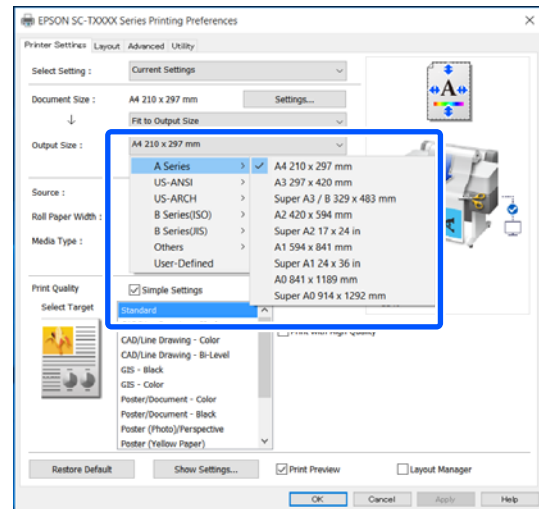 EPSON SC-TXXXX Series Printing Preferences
Printer Settings Layout Advanced Utility
Select Setting : Current Settings
Document Size : A4 210 x 297 mm Settings...
Fit to Output Size
Output Size : A4 210 x 297 mm
A Series A4 210 x 297 mm
US-ANSI A3 297 x 420 mm
US-ARCH Super A3 / B 329 x 483 mm
Source : B Series(ISO) A2 420 x 594 mm
Roll Paper Width : B Series(JIS) Super A2 17 x 24 in
Media Type : Others A1 594 x 841 mm
User-Defined Super A1 24 x 36 in
A0 841 x 1189 mm
Print Quality Simple Settings Super A0 914 x 1292 mm
Select Target Standard
CAD/Line Drawing - Color
CAD/Line Drawing - Bi-Level
GIS - Black
GIS - Color
Poster/Document - Color
Poster/Document - Black
Poster (Photo)/Perspective
Poster (Yellow Paper)
Restore Default Show Settings... Print Preview Layout Manager
OK Cancel Apply Help